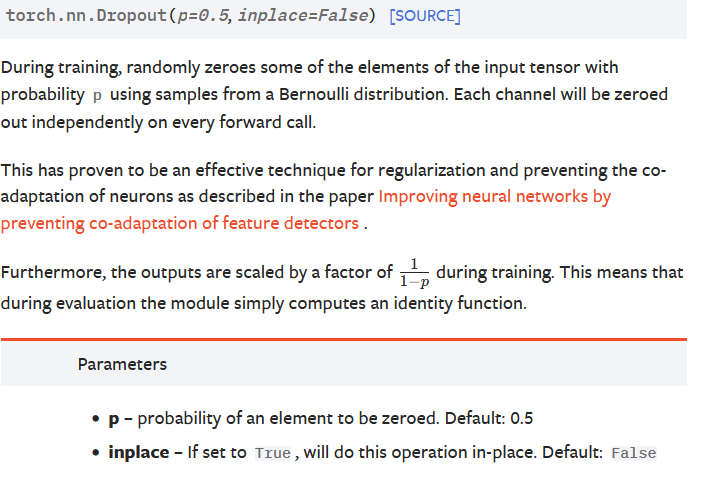 torch.nn.Dropout(p=0.5, inplace=False) [SOURCE]
During training, randomly zeroes some of the elements of the input tensor with
probability p using samples from a Bernoulli distribution. Each channel will be zeroed
out independently on every forward call.
This has proven to be an effective technique for regularization and preventing the co-
adaptation of neurons as described in the paper Improving neural networks by
preventing co-adaptation of feature detectors .
Furthermore, the outputs are scaled by a factor of 1/(1−p) during training. This means that
during evaluation the module simply computes an identity function.
Parameters
• p – probability of an element to be zeroed. Default: 0.5
• inplace – If set to True , will do this operation in-place. Default: False